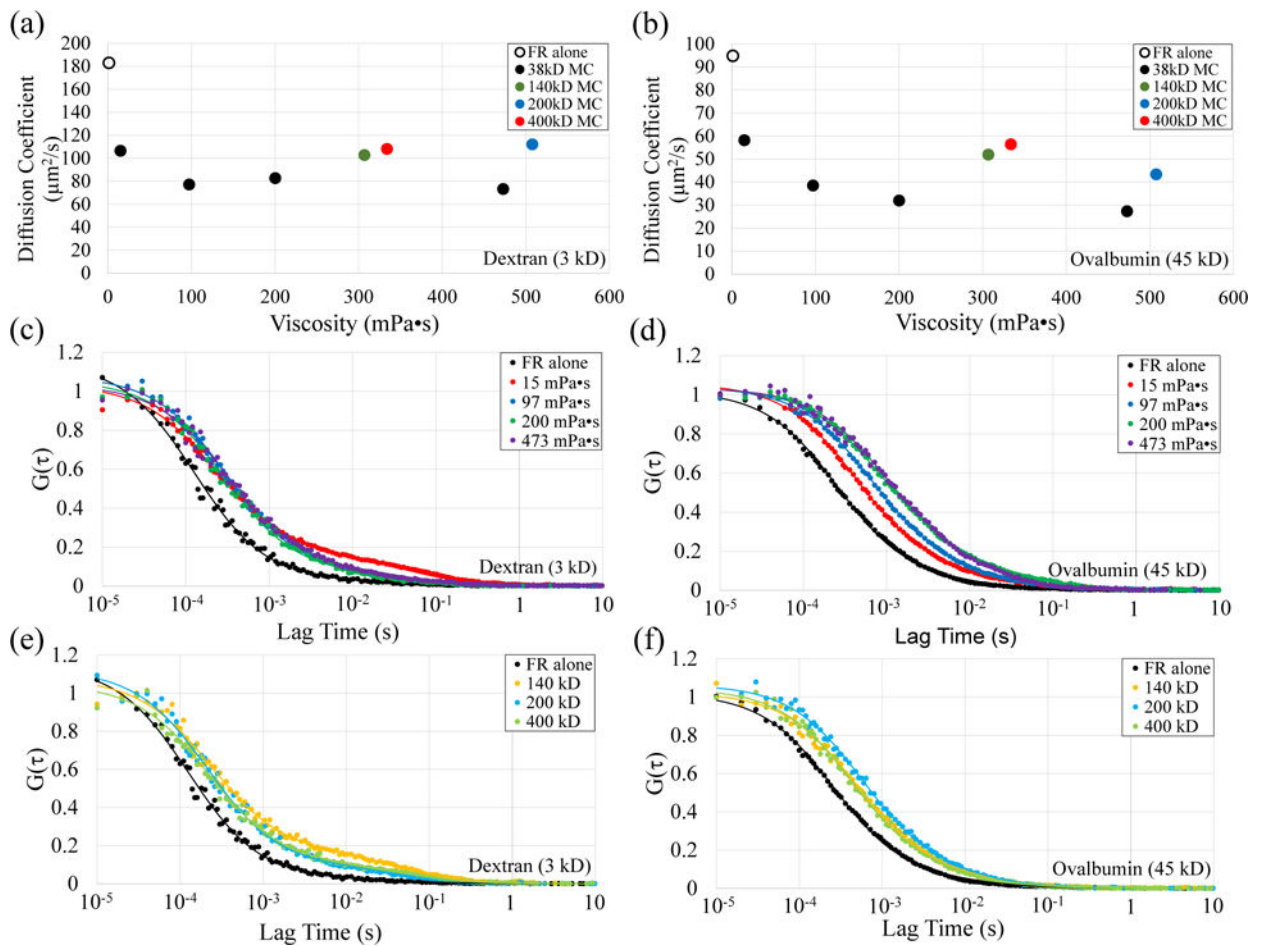 (a)
200
180
160
140
120
100
80
60
40
20
0
Diffusion Coefficient
(μm²/s)
FR alone
38kD MC
140kD MC
200kD MC
400kD MC
Dextran (3 kD)
0 100 200 300 400 500 600
Viscosity (mPa•s)
(b)
100
90
80
70
60
50
40
30
20
10
0
Diffusion Coefficient
(μm²/s)
FR alone
38kD MC
140kD MC
200kD MC
400kD MC
Ovalbumin (45 kD)
0 100 200 300 400 500 600
Viscosity (mPa•s)
(c)
1.2
1
0.8
0.6
0.4
0.2
0
G(τ)
FR alone
15 mPa•s
97 mPa•s
200 mPa•s
473 mPa•s
Dextran (3 kD)
10⁻⁵ 10⁻⁴ 10⁻³ 10⁻² 10⁻¹ 1 10
Lag Time (s)
(d)
1.2
1
0.8
0.6
0.4
0.2
0
G(τ)
FR alone
15 mPa•s
97 mPa•s
200 mPa•s
473 mPa•s
Ovalbumin (45 kD)
10⁻⁵ 10⁻⁴ 10⁻³ 10⁻² 10⁻¹ 1 10
Lag Time (s)
(e)
1.2
1
0.8
0.6
0.4
0.2
0
G(τ)
FR alone
140 kD
200 kD
400 kD
Dextran (3 kD)
10⁻⁵ 10⁻⁴ 10⁻³ 10⁻² 10⁻¹ 1 10
Lag Time (s)
(f)
1.2
1
0.8
0.6
0.4
0.2
0
G(τ)
FR alone
140 kD
200 kD
400 kD
Ovalbumin (45 kD)
10⁻⁵ 10⁻⁴ 10⁻³ 10⁻² 10⁻¹ 1 10
Lag Time (s)